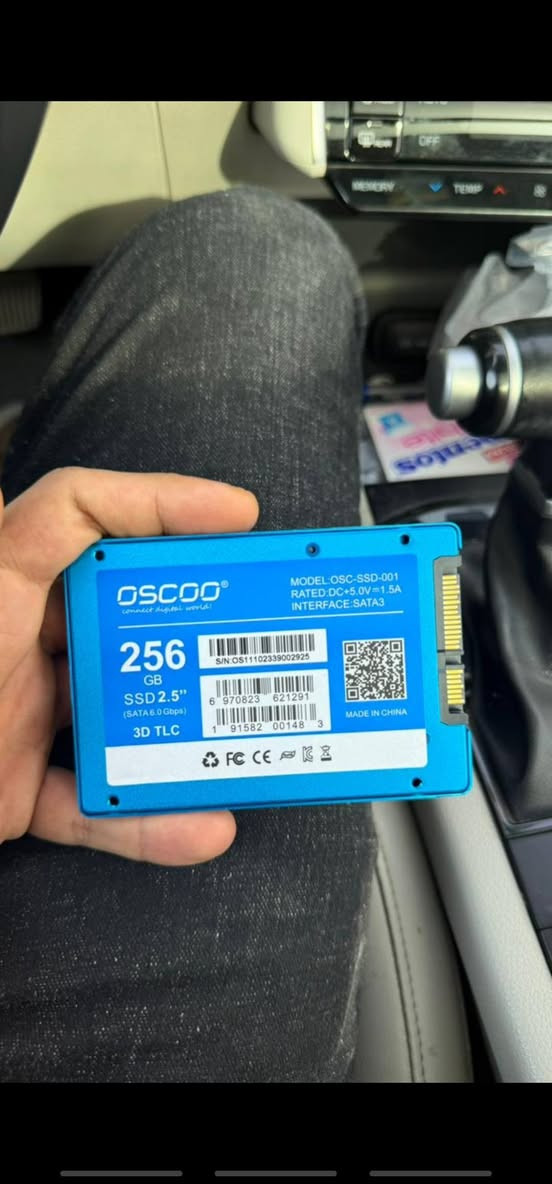 OFF
MEMORY TEMP
OSCOO®
connect digital world!
MODEL:OSC-SSD-001
RATED:DC+5.0V⎓1.5A
INTERFACE:SATA3
256
GB
SSD 2.5"
(SATA 6.0 Gbps)
3D TLC
S/N:OS11102339002925
6 970823 621291
1 91582 00148 3
MADE IN CHINA
FC CE
mentos